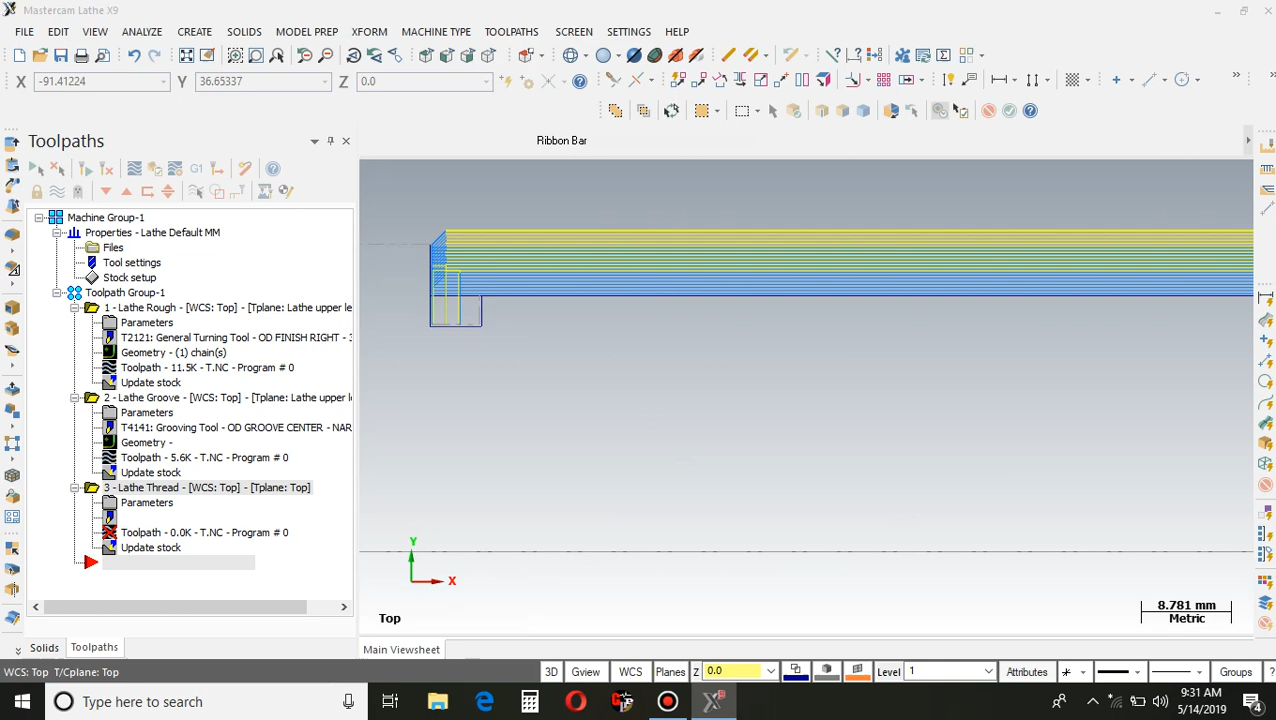 Mastercam Lathe X9
FILE EDIT VIEW ANALYZE CREATE SOLIDS MODEL PREP XFORM MACHINE TYPE TOOLPATHS SCREEN SETTINGS HELP
X -91.41224 Y 36.65337 Z 0.0
Toolpaths
Ribbon Bar
G1
Machine Group-1
Properties - Lathe Default MM
Files
Tool settings
Stock setup
Toolpath Group-1
1 - Lathe Rough - [WCS: Top] - [Tplane: Lathe upper le
Parameters
T2121: General Turning Tool - OD FINISH RIGHT - 3
Geometry - (1) chain(s)
Toolpath - 11.5K - T.NC - Program # 0
Update stock
2 - Lathe Groove - [WCS: Top] - [Tplane: Lathe upper le
Parameters
T4141: Grooving Tool - OD GROOVE CENTER - NAR
Geometry -
Toolpath - 5.6K - T.NC - Program # 0
Update stock
3 - Lathe Thread - [WCS: Top] - [Tplane: Top]
Parameters
Toolpath - 0.0K - T.NC - Program # 0
Update stock
Y
X
Top
8.781 mm
Metric
Solids Toolpaths
Main Viewsheet
WCS: Top T/Cplane: Top
3D Gview WCS Planes Z 0.0 Level 1 Attributes Groups
Type here to search
9:31 AM
5/14/2019
4